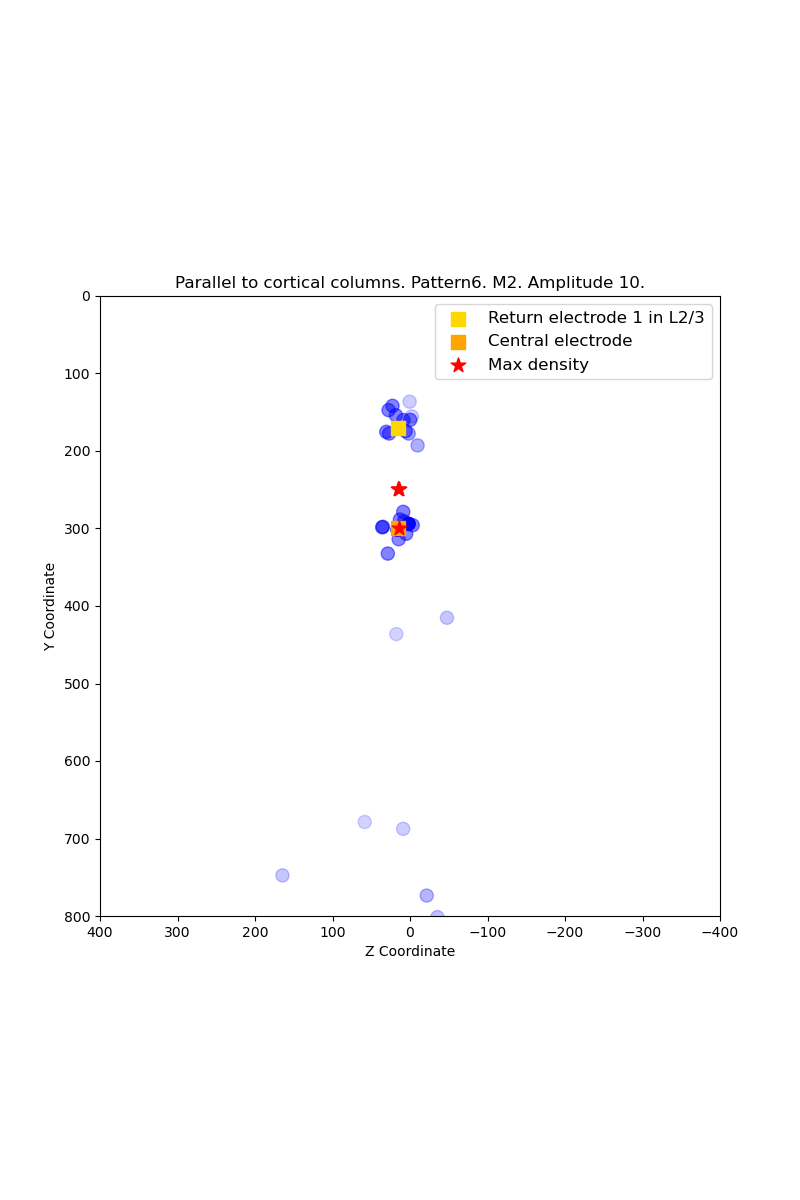 Parallel to cortical columns. Pattern6. M2. Amplitude 10.
Return electrode 1 in L2/3
Central electrode
Max density
Y Coordinate
0
100
200
300
400
500
600
700
800
400 300 200 100 0 −100 −200 −300 −400
Z Coordinate